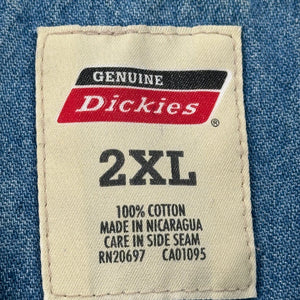 GENUINE
Dickies®
2XL
100% COTTON
MADE IN NICARAGUA
CARE IN SIDE SEAM
RN20697 CA01095